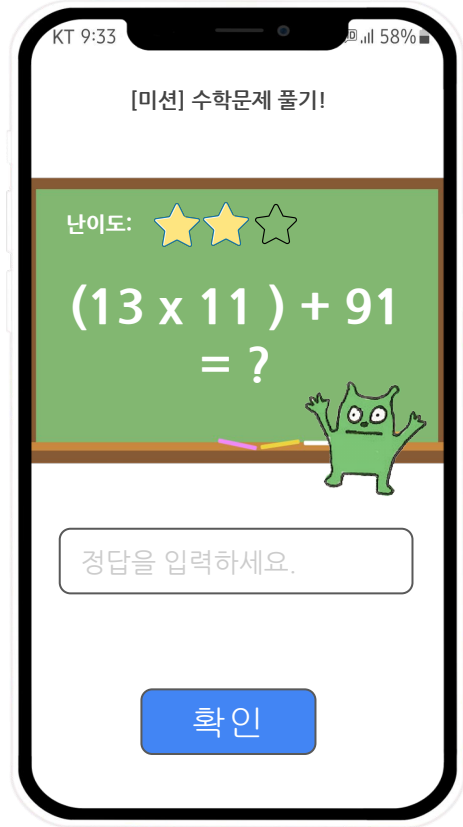 KT 9:33 58%
[미션] 수학문제 풀기!
난이도:
(13 x 11 ) + 91
= ?
정답을 입력하세요.
확인